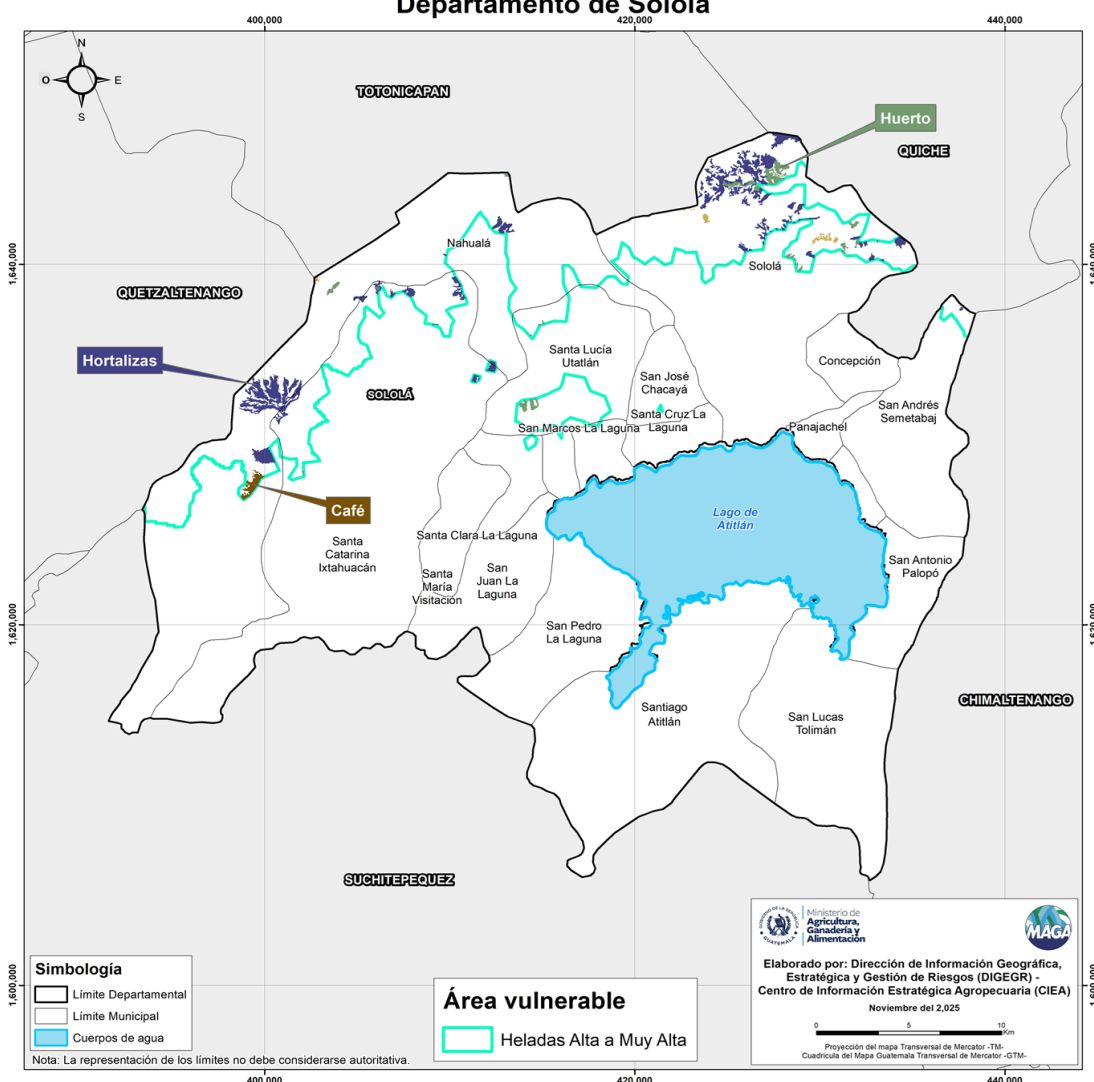 Departamento de Sololá
400,000
420,000
440,000
N
O
E
S
TOTONICAPAN
Huerto
QUICHE
Nahualá
1,640,000
Sololá
QUETZALTENANGO
Hortalizas
SOLOLÁ
Santa Lucía
Utatlán
Concepción
San José
Chacayá
San Andrés
Semetabaj
Santa Cruz La
Laguna
San Marcos La Laguna
Panajachel
Café
Lago de
Atitlán
Santa Clara La Laguna
Santa
Catarina
Ixtahuacán
San Antonio
Palopó
Santa
María
Visitación
San
Juan La
Laguna
1,620,000
San Pedro
La Laguna
CHIMALTENANGO
Santiago
Atitlán
San Lucas
Tolimán
SUCHITEPEQUEZ
GOBIERNO DE LA REPÚBLICA
GUATEMALA
Ministerio de
Agricultura,
Ganadería y
Alimentación
MAGA
Elaborado por: Dirección de Información Geográfica,
Estratégica y Gestión de Riesgos (DIGEGR) -
Centro de Información Estratégica Agropecuaria (CIEA)
Noviembre del 2,025
0 5 10
Km
Proyección del mapa Transversal de Mercator -TM-
Cuadricula del Mapa Guatemala Transversal de Mercator -GTM-
1,600,000
Simbología
Límite Departamental
Límite Municipal
Cuerpos de agua
Área vulnerable
Heladas Alta a Muy Alta
Nota: La representación de los límites no debe considerarse autoritativa.
400,000
420,000
440,000